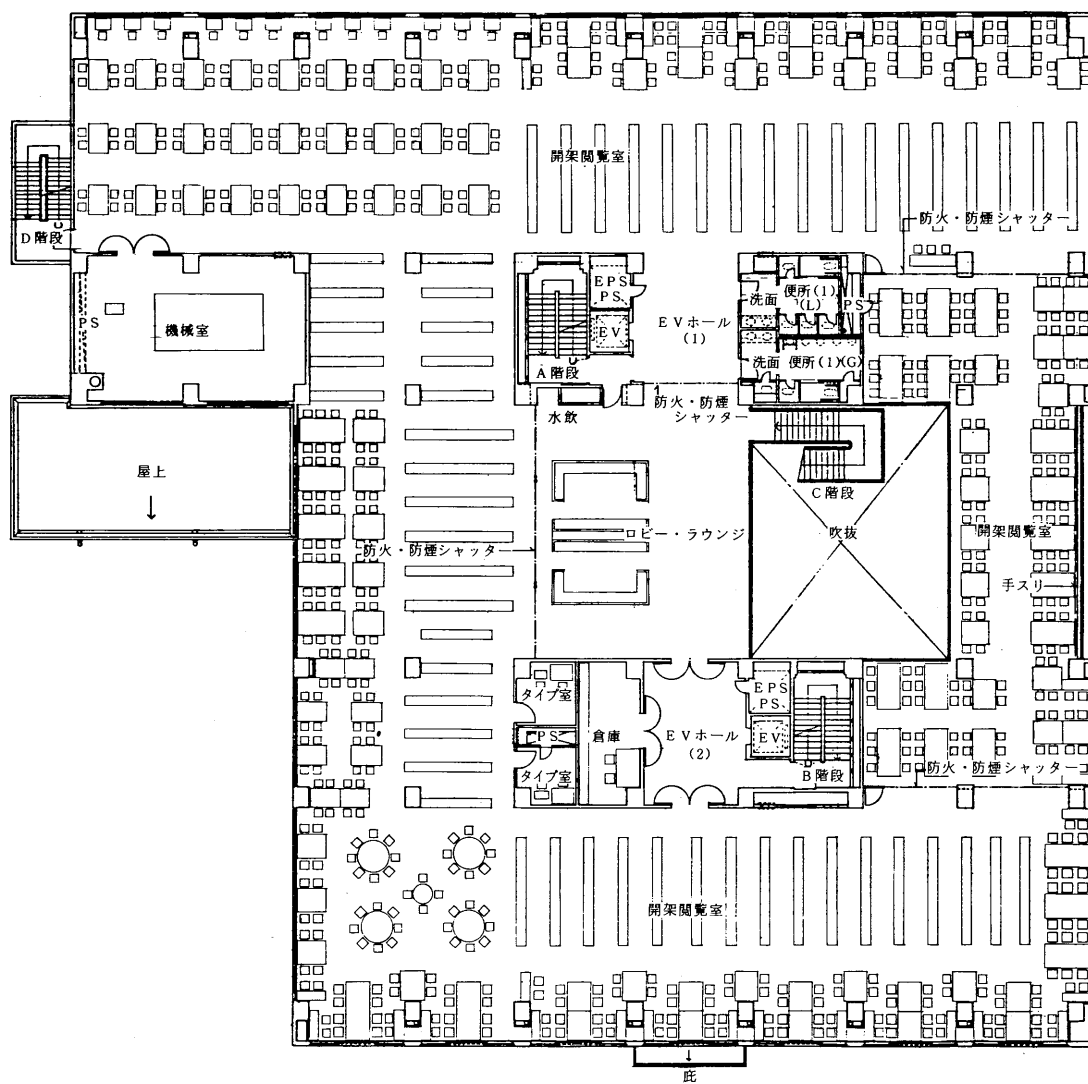 開架閲覧室
防火・防煙シャッター
D階段
EPS
PS
洗面
便所(1)
(L)
PS
PS
機械室
EVホール
(1)
EV
A階段
洗面
便所(1)(G)
水飲
防火・防煙
シャッター
屋上
C階段
防火・防煙シャッター
ロビー・ラウンジ
吹抜
開架閲覧室
手スリ
タイプ室
EPS
PS
PS
倉庫
EVホール
(2)
EV
タイプ室
B階段
防火・防煙シャッター
開架閲覧室
庇